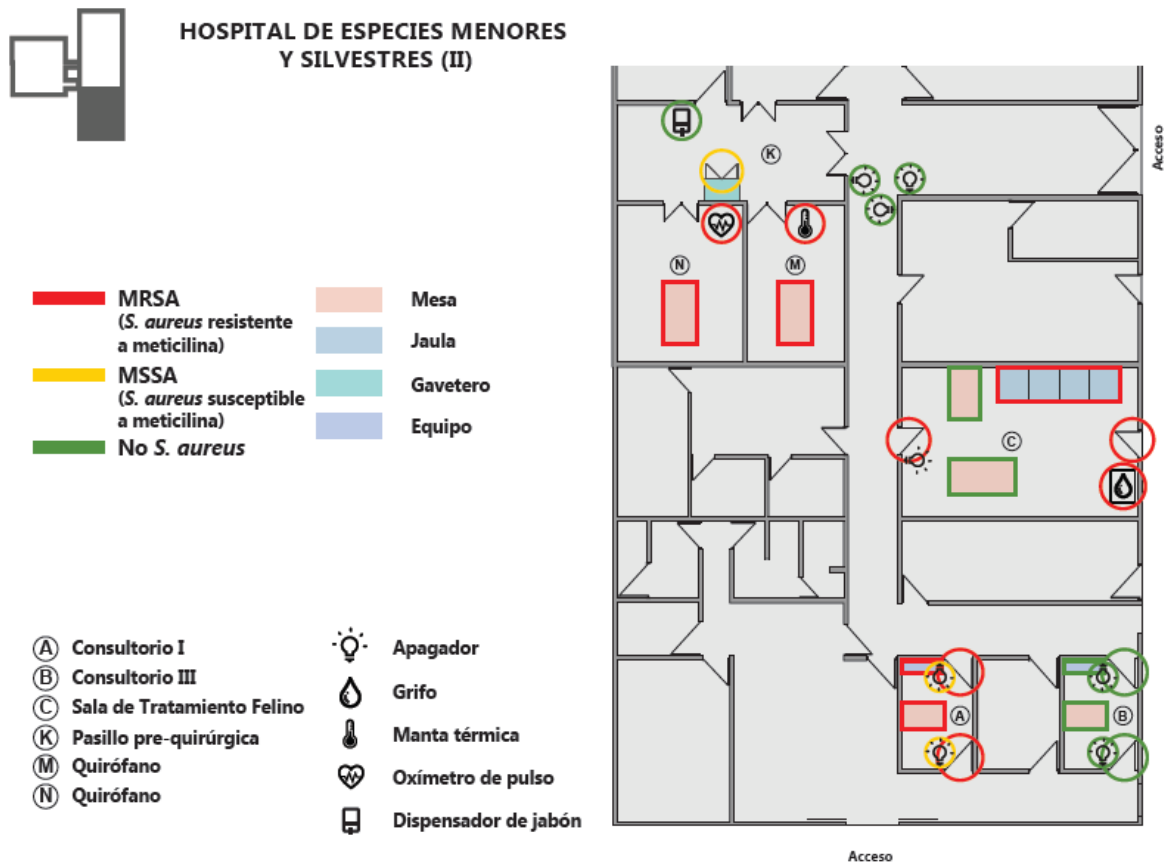 HOSPITAL DE ESPECIES MENORES
Y SILVESTRES (II)
Acceso
K
N
M
MRSA
(S. aureus resistente
a meticilina)
MSSA
(S. aureus susceptible
a meticilina)
No S. aureus
Mesa
Jaula
Gavetero
Equipo
C
A Consultorio I
B Consultorio III
C Sala de Tratamiento Felino
K Pasillo pre-quirúrgica
M Quirófano
N Quirófano
Apagador
Grifo
Manta térmica
Oxímetro de pulso
Dispensador de jabón
A
B
Acceso